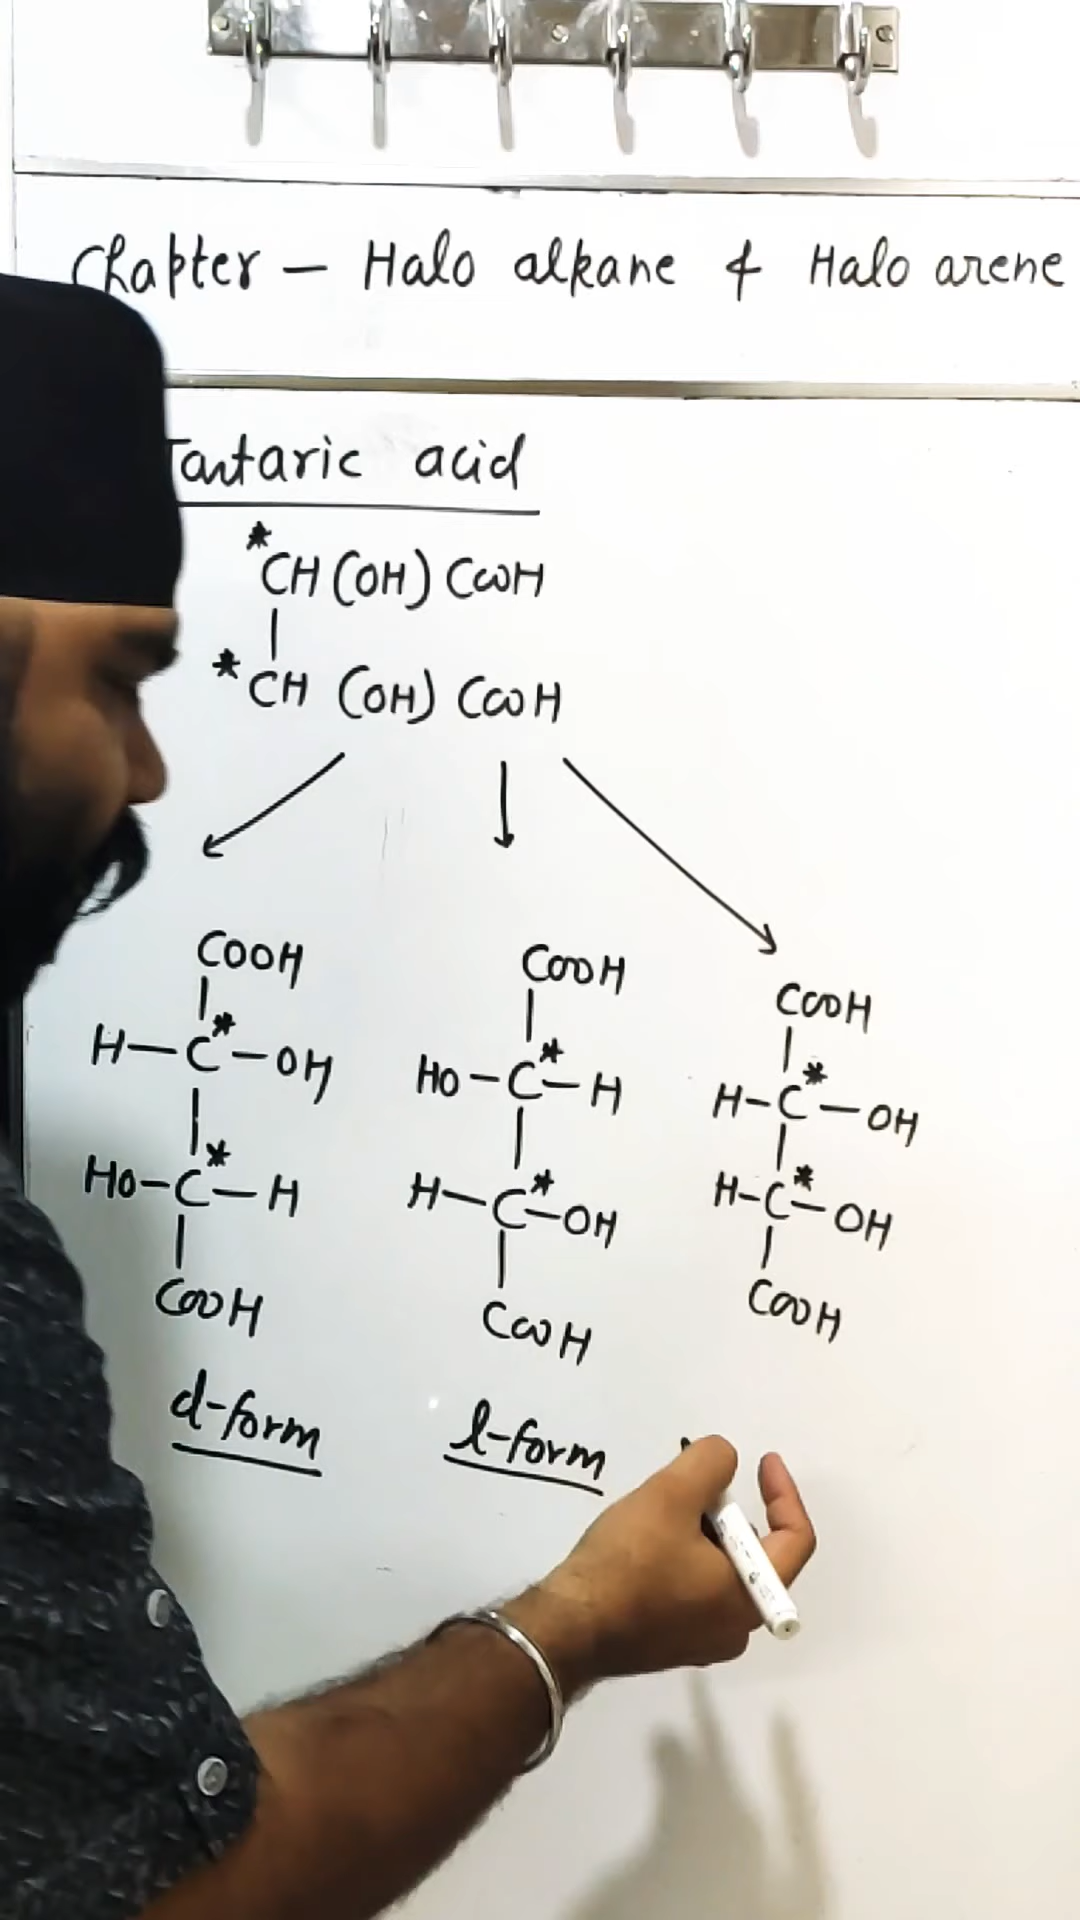 Chapter – Halo alkane & Halo arene
Tartaric acid
*CH (OH) COOH
|
*CH (OH) COOH
COOH COOH COOH
H–C*–OH HO–C*–H H–C*–OH
HO–C*–H H–C*–OH H–C*–OH
COOH COOH COOH
d-form l-form